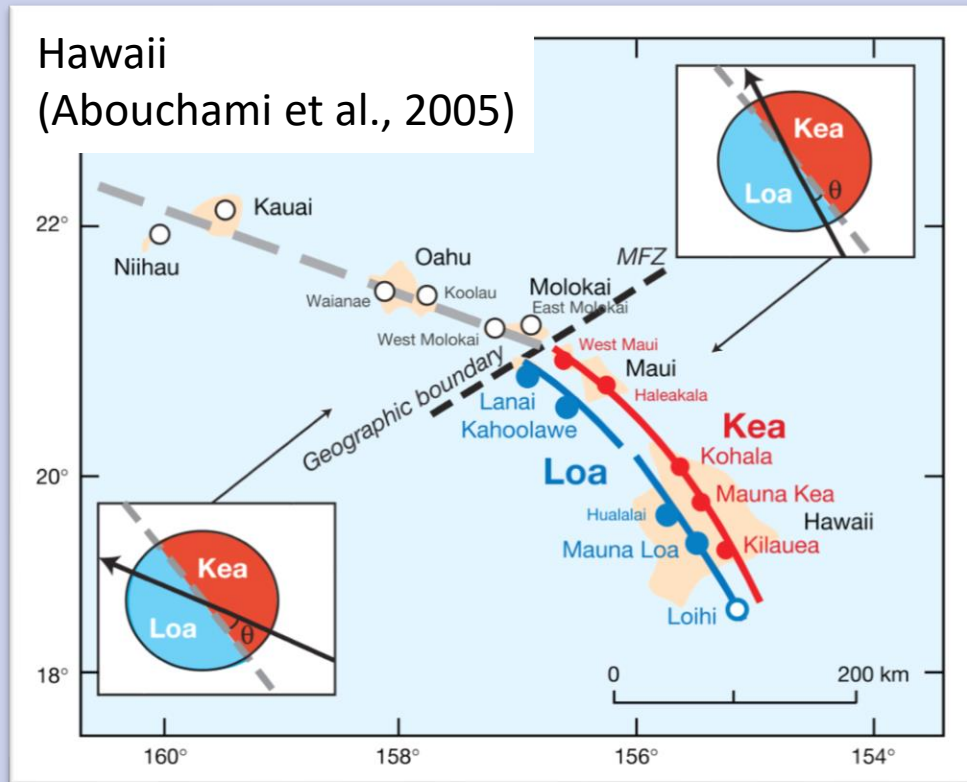 Hawaii
(Abouchami et al., 2005)
Kea
Loa
θ
22°
Kauai
Niihau
Oahu
Waianae
Koolau
MFZ
Molokai
East Molokai
West Molokai
Geographic boundary
West Maui
Maui
Haleakala
Lanai
Kahoolawe
Kea
20°
Loa
Kohala
Mauna Kea
Hualalai
Hawaii
Mauna Loa
Kilauea
Loihi
Kea
Loa
θ
18°
0 200 km
160° 158° 156° 154°